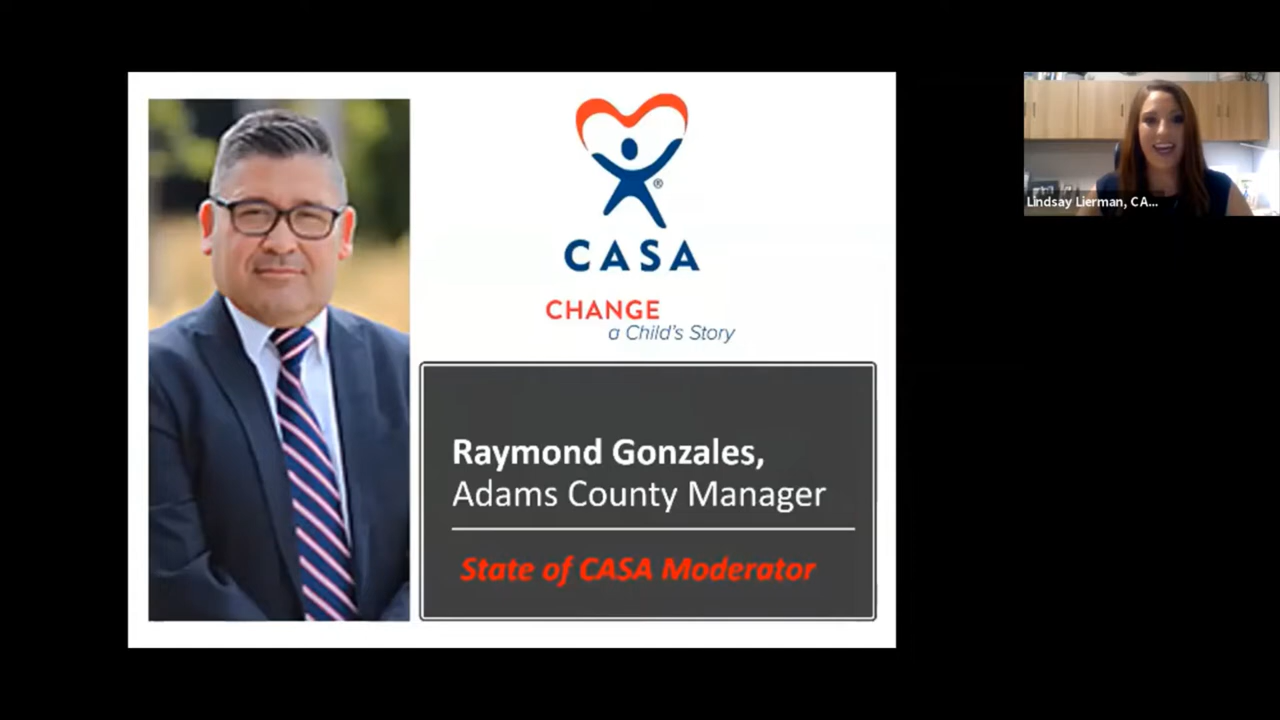 ®
CASA
CHANGE
a Child's Story
Raymond Gonzales,
Adams County Manager
State of CASA Moderator
Lindsay Lierman, CA...